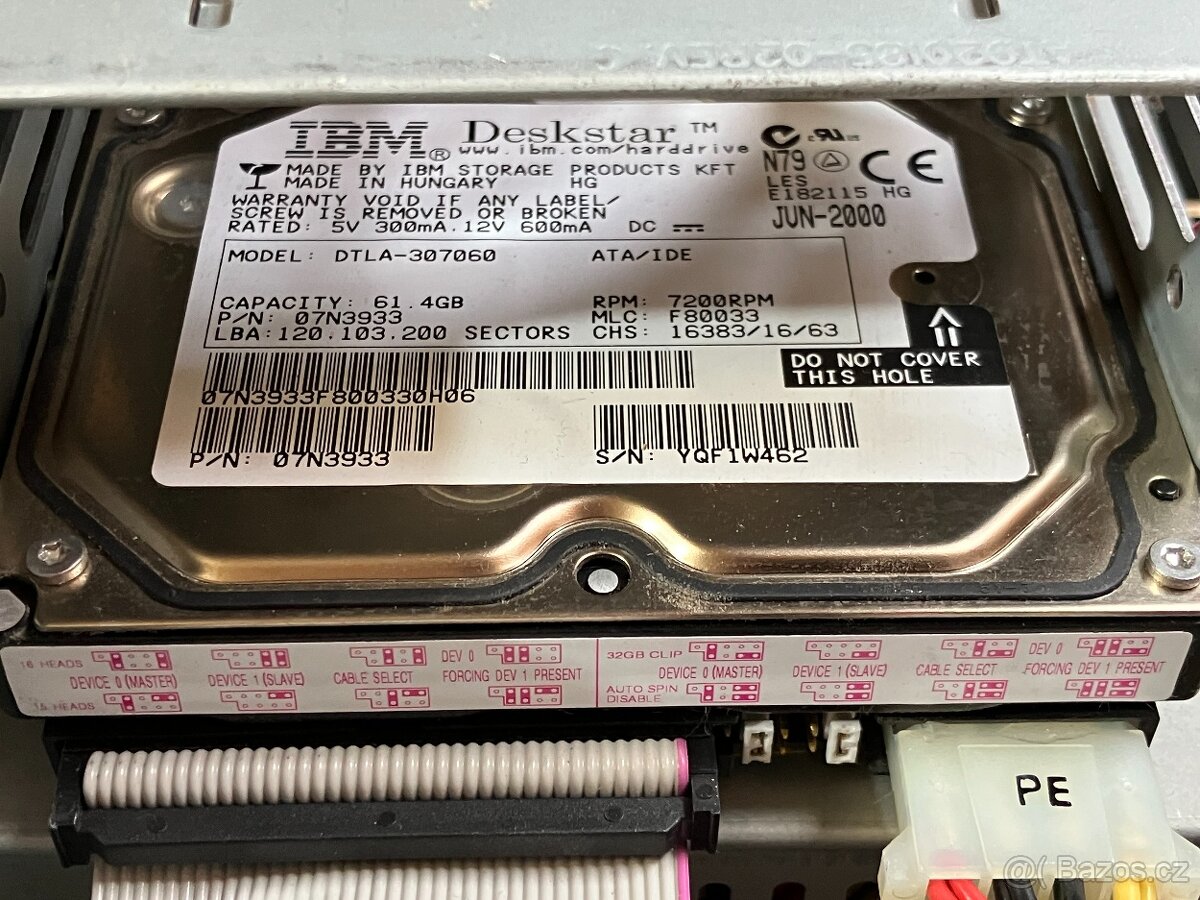 IBM® Deskstar™
www.ibm.com/harddrive
MADE BY IBM STORAGE PRODUCTS KFT
MADE IN HUNGARY HG
WARRANTY VOID IF ANY LABEL/
SCREW IS REMOVED OR BROKEN
RATED: 5V 300mA.12V 600mA DC
N79
LES
E182115 HG
CE
JUN-2000
MODEL: DTLA-307060 ATA/IDE
CAPACITY: 61.4GB RPM: 7200RPM
P/N: 07N3933 MLC: F80033
LBA:120.103.200 SECTORS CHS: 16383/16/63
DO NOT COVER
THIS HOLE
07N3933F800330H06
P/N: 07N3933
S/N: YQF1W462
16 HEADS
DEVICE 0 (MASTER)
DEVICE 1 (SLAVE)
CABLE SELECT
DEV 0
FORCING DEV 1 PRESENT
15 HEADS
32GB CLIP
DEVICE 0 (MASTER)
DEVICE 1 (SLAVE)
CABLE SELECT
DEV 0
FORCING DEV 1 PRESENT
AUTO SPIN
DISABLE
PE
Bazos.cz